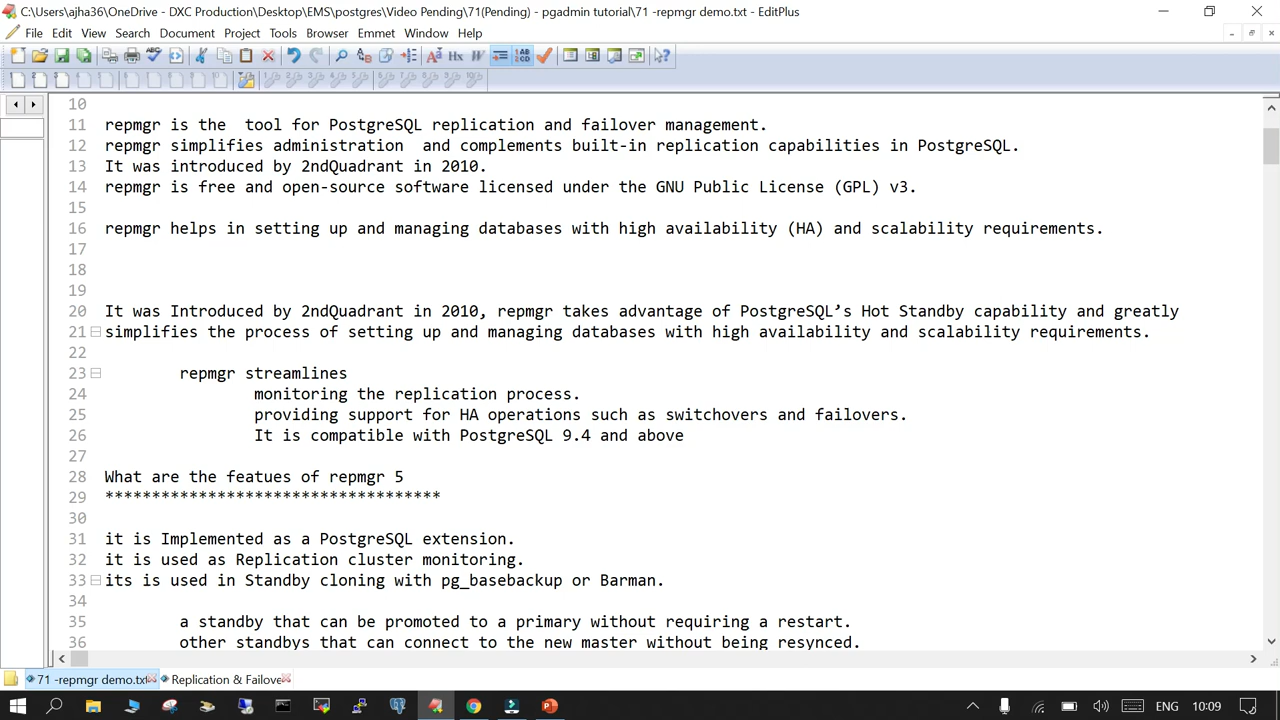 C:\Users\ajha36\OneDrive - DXC Production\Desktop\EMS\postgres\Video Pending\71(Pending) - pgadmin tutorial\71 -repmgr demo.txt - EditPlus
File Edit View Search Document Project Tools Browser Emmet Window Help
10
11 repmgr is the  tool for PostgreSQL replication and failover management.
12 repmgr simplifies administration  and complements built-in replication capabilities in PostgreSQL.
13 It was introduced by 2ndQuadrant in 2010.
14 repmgr is free and open-source software licensed under the GNU Public License (GPL) v3.
15
16 repmgr helps in setting up and managing databases with high availability (HA) and scalability requirements.
17
18
19
20 It was Introduced by 2ndQuadrant in 2010, repmgr takes advantage of PostgreSQL’s Hot Standby capability and greatly
21 simplifies the process of setting up and managing databases with high availability and scalability requirements.
22
23 repmgr streamlines
24 monitoring the replication process.
25 providing support for HA operations such as switchovers and failovers.
26 It is compatible with PostgreSQL 9.4 and above
27
28 What are the featues of repmgr 5
29 ************************************
30
31 it is Implemented as a PostgreSQL extension.
32 it is used as Replication cluster monitoring.
33 its is used in Standby cloning with pg_basebackup or Barman.
34
35 a standby that can be promoted to a primary without requiring a restart.
36 other standbys that can connect to the new master without being resynced.
71 -repmgr demo.txt Replication & Failove
ENG 10:09